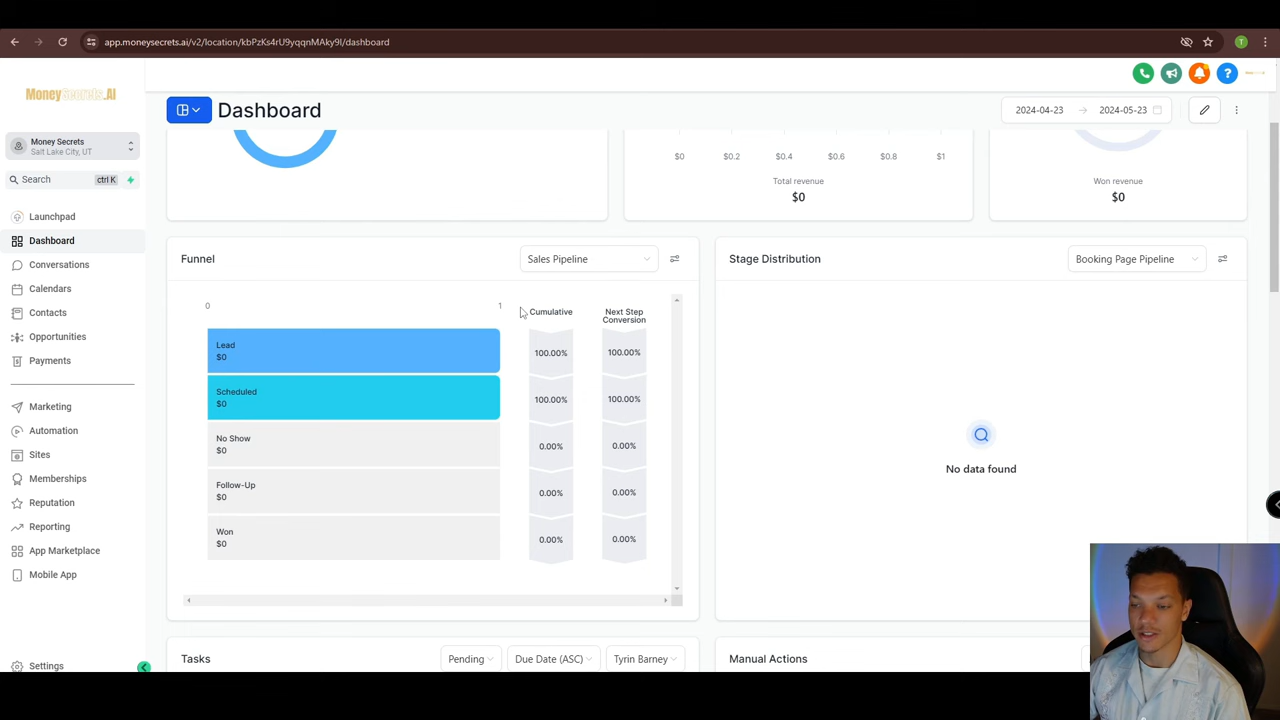 app.moneysecrets.ai/v2/location/kbPzKs4rU9yqqnMAky9I/dashboard
T
MoneySecrets.AI
Money Secrets
Salt Lake City, UT
Search
ctrl K
Launchpad
Dashboard
Conversations
Calendars
Contacts
Opportunities
Payments
Marketing
Automation
Sites
Memberships
Reputation
Reporting
App Marketplace
Mobile App
Settings
Dashboard
2024-04-23 → 2024-05-23
$0 $0.2 $0.4 $0.6 $0.8 $1
Total revenue
$0
Won revenue
$0
Funnel
Sales Pipeline
0 1
Cumulative
Next Step
Conversion
Lead
$0
100.00% 100.00%
Scheduled
$0
100.00% 100.00%
No Show
$0
0.00% 0.00%
Follow-Up
$0
0.00% 0.00%
Won
$0
0.00% 0.00%
Stage Distribution
Booking Page Pipeline
No data found
Tasks
Pending
Due Date (ASC)
Tyrin Barney
Manual Actions